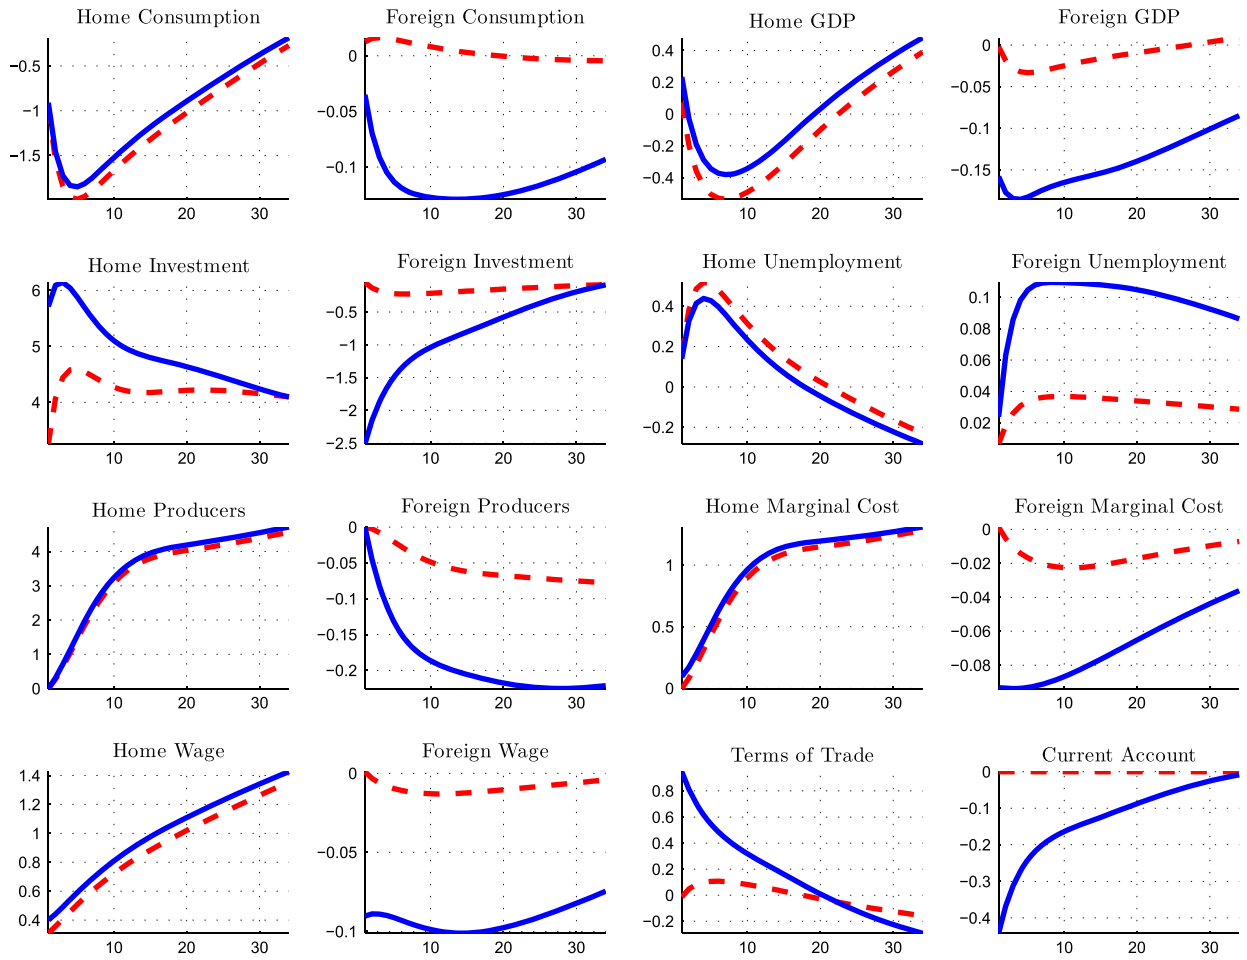 Home Consumption
−0.5
−1
−1.5
10 20 30
Foreign Consumption
0
−0.05
−0.1
10 20 30
Home GDP
0.4
0.2
0
−0.2
−0.4
10 20 30
Foreign GDP
0
−0.05
−0.1
−0.15
10 20 30
Home Investment
6
5
4
10 20 30
Foreign Investment
−0.5
−1
−1.5
−2
−2.5
10 20 30
Home Unemployment
0.4
0.2
0
−0.2
10 20 30
Foreign Unemployment
0.1
0.08
0.06
0.04
0.02
10 20 30
Home Producers
4
3
2
1
0
10 20 30
Foreign Producers
0
−0.05
−0.1
−0.15
−0.2
10 20 30
Home Marginal Cost
1
0.5
0
10 20 30
Foreign Marginal Cost
0
−0.02
−0.04
−0.06
−0.08
10 20 30
Home Wage
1.4
1.2
1
0.8
0.6
0.4
10 20 30
Foreign Wage
0
−0.05
−0.1
10 20 30
Terms of Trade
0.8
0.6
0.4
0.2
0
−0.2
10 20 30
Current Account
0
−0.1
−0.2
−0.3
−0.4
10 20 30